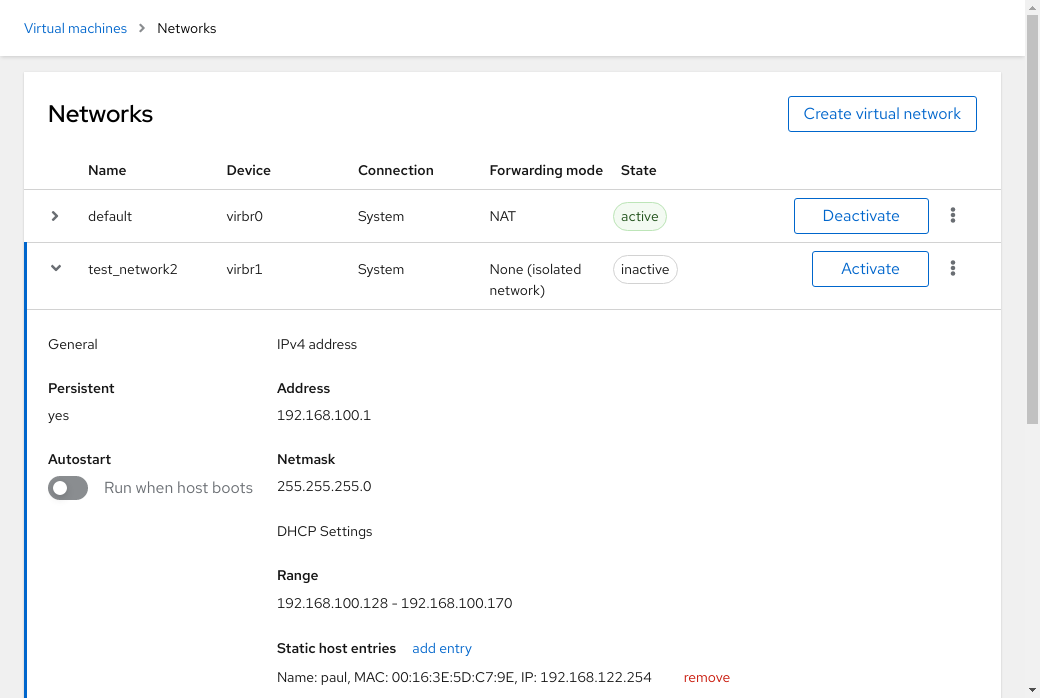 Virtual machines > Networks
Networks
Create virtual network
Name Device Connection Forwarding mode State
default virbr0 System NAT active Deactivate
test_network2 virbr1 System None (isolated network) inactive Activate
General
IPv4 address
Persistent
yes
Address
192.168.100.1
Autostart
Run when host boots
Netmask
255.255.255.0
DHCP Settings
Range
192.168.100.128 - 192.168.100.170
Static host entries add entry
Name: paul, MAC: 00:16:3E:5D:C7:9E, IP: 192.168.122.254 remove